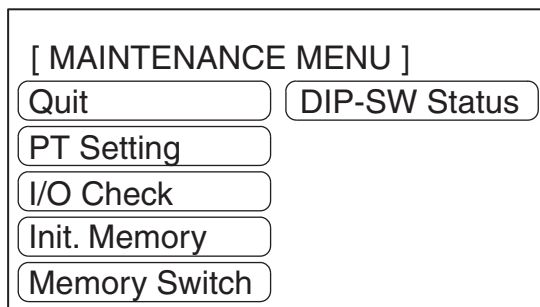 [ MAINTENANCE MENU ]
Quit DIP-SW Status
PT Setting
I/O Check
Init. Memory
Memory Switch